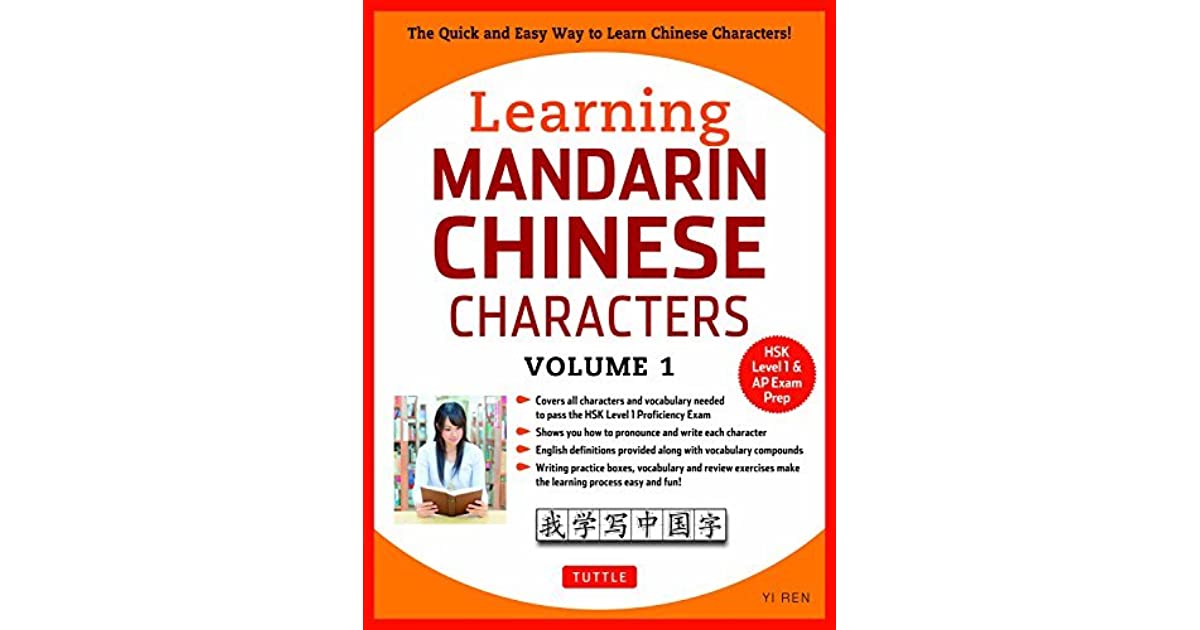 The Quick and Easy Way to Learn Chinese Characters!
Learning
MANDARIN
CHINESE
CHARACTERS
VOLUME 1
HSK
Level 1 &
AP Exam
Prep
Covers all characters and vocabulary needed
to pass the HSK Level 1 Proficiency Exam
Shows you how to pronounce and write each character
English definitions provided along with vocabulary compounds
Writing practice boxes, vocabulary and review exercises make
the learning process easy and fun!
我学写中国字
TUTTLE
YI REN